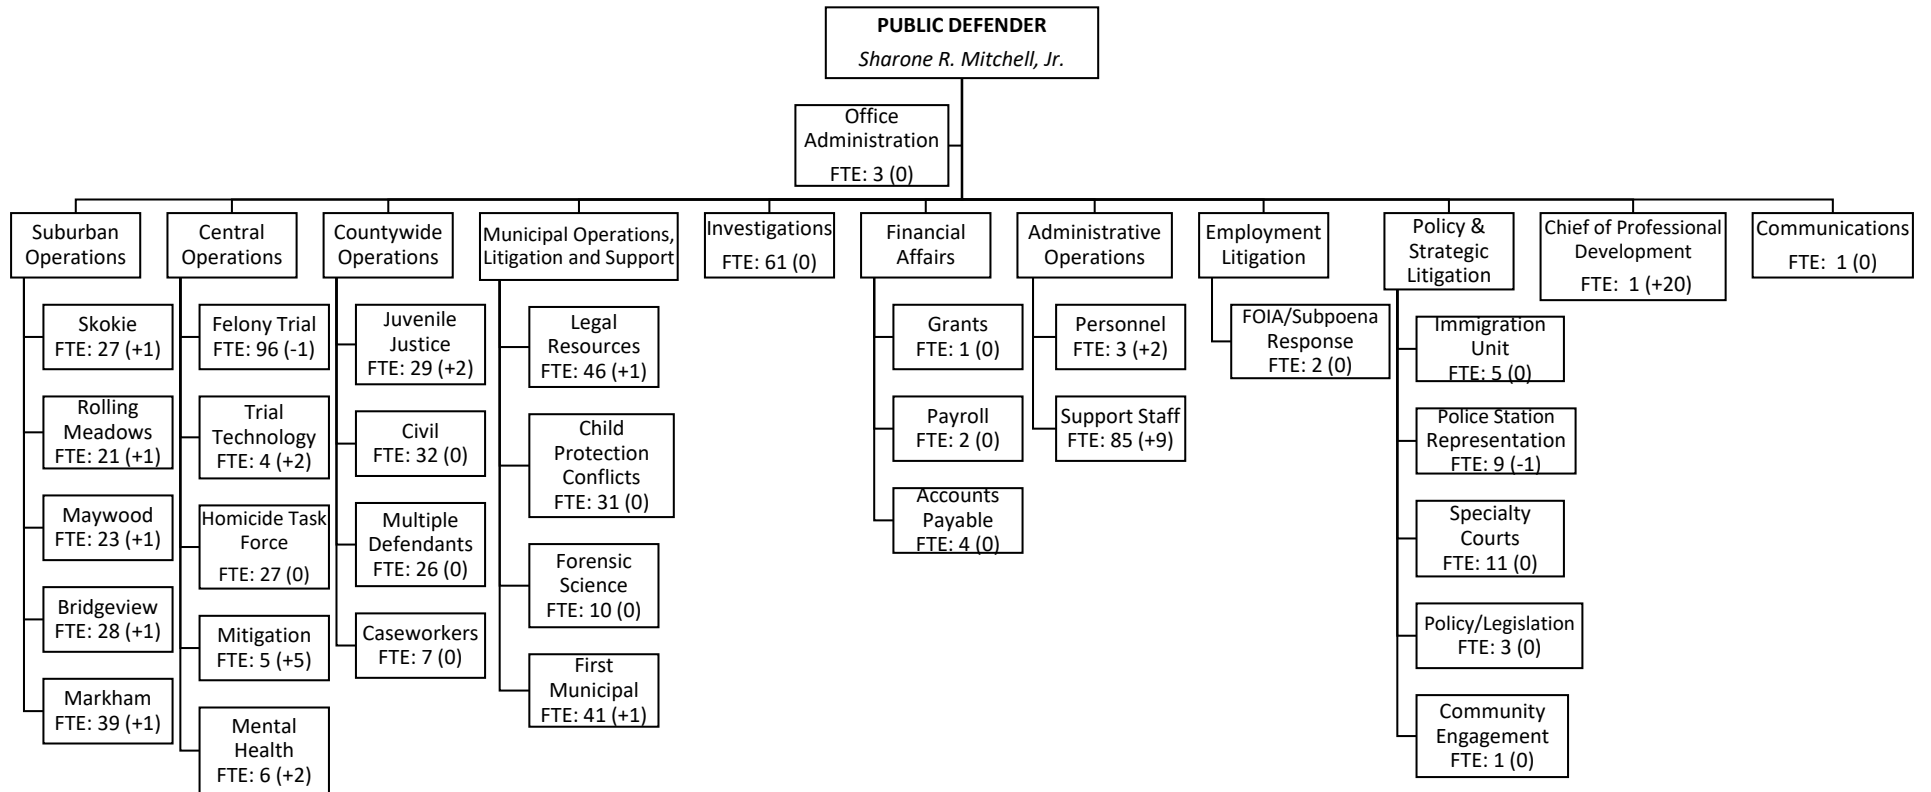 PUBLIC DEFENDER
Sharone R. Mitchell, Jr.
Office
Administration
FTE: 3 (0)
Suburban
Operations
Skokie
FTE: 27 (+1)
Rolling
Meadows
FTE: 21 (+1)
Maywood
FTE: 23 (+1)
Bridgeview
FTE: 28 (+1)
Markham
FTE: 39 (+1)
Central
Operations
Felony Trial
FTE: 96 (-1)
Trial
Technology
FTE: 4 (+2)
Homicide Task
Force
FTE: 27 (0)
Mitigation
FTE: 5 (+5)
Mental
Health
FTE: 6 (+2)
Countywide
Operations
Juvenile
Justice
FTE: 29 (+2)
Civil
FTE: 32 (0)
Multiple
Defendants
FTE: 26 (0)
Caseworkers
FTE: 7 (0)
Municipal Operations,
Litigation and Support
Legal
Resources
FTE: 46 (+1)
Child
Protection
Conflicts
FTE: 31 (0)
Forensic
Science
FTE: 10 (0)
First
Municipal
FTE: 41 (+1)
Investigations
FTE: 61 (0)
Financial
Affairs
Grants
FTE: 1 (0)
Payroll
FTE: 2 (0)
Accounts
Payable
FTE: 4 (0)
Administrative
Operations
Personnel
FTE: 3 (+2)
Support Staff
FTE: 85 (+9)
Employment
Litigation
FOIA/Subpoena
Response
FTE: 2 (0)
Policy &
Strategic
Litigation
Immigration
Unit
FTE: 5 (0)
Police Station
Representation
FTE: 9 (-1)
Specialty
Courts
FTE: 11 (0)
Policy/Legislation
FTE: 3 (0)
Community
Engagement
FTE: 1 (0)
Chief of Professional
Development
FTE: 1 (+20)
Communications
FTE: 1 (0)